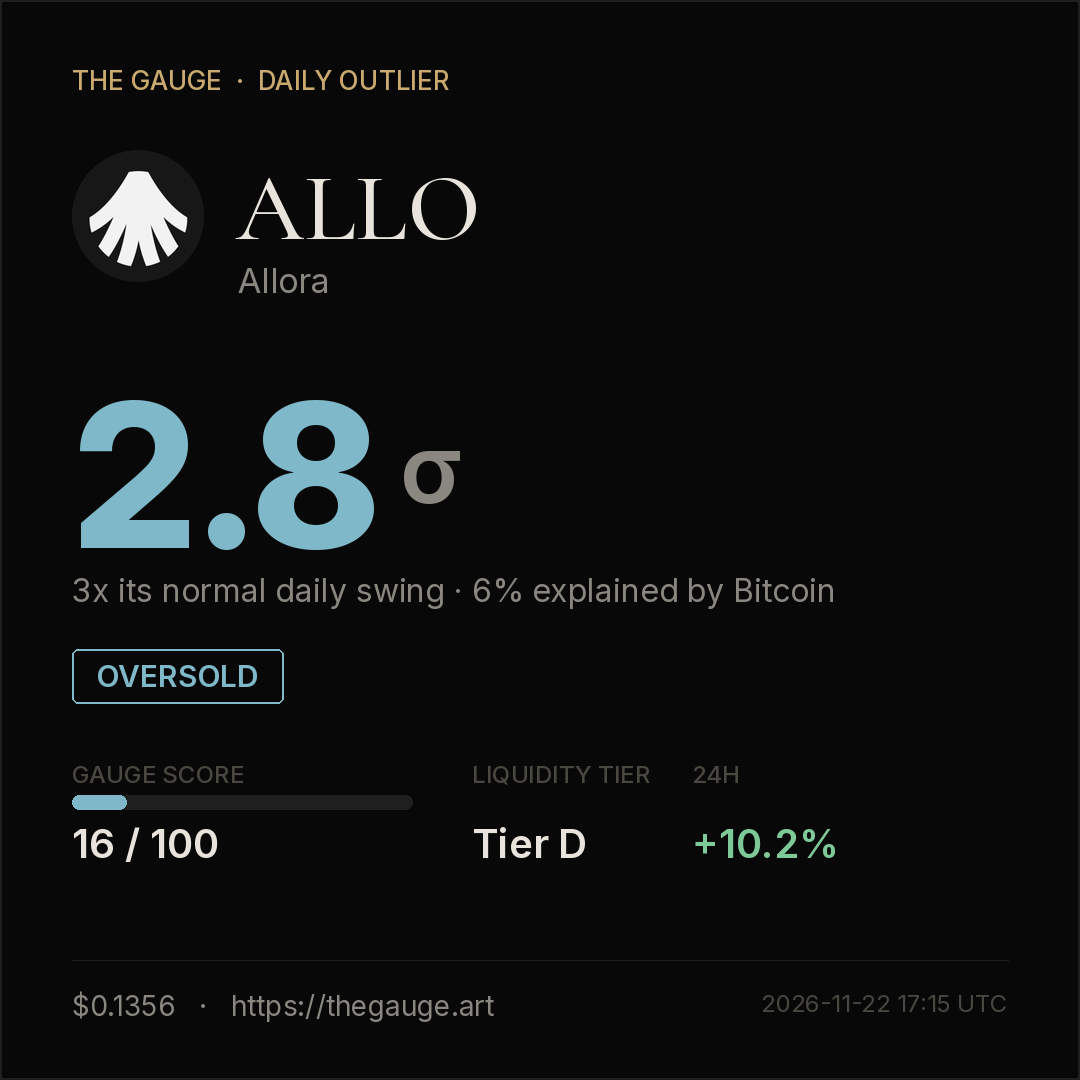 THE GAUGE · DAILY OUTLIER
ALLO
Allora
2.8 σ
3x its normal daily swing · 6% explained by Bitcoin
OVERSOLD
GAUGE SCORE LIQUIDITY TIER 24H
16 / 100 Tier D +10.2%
$0.1356 · https://thegauge.art 2026-11-22 17:15 UTC